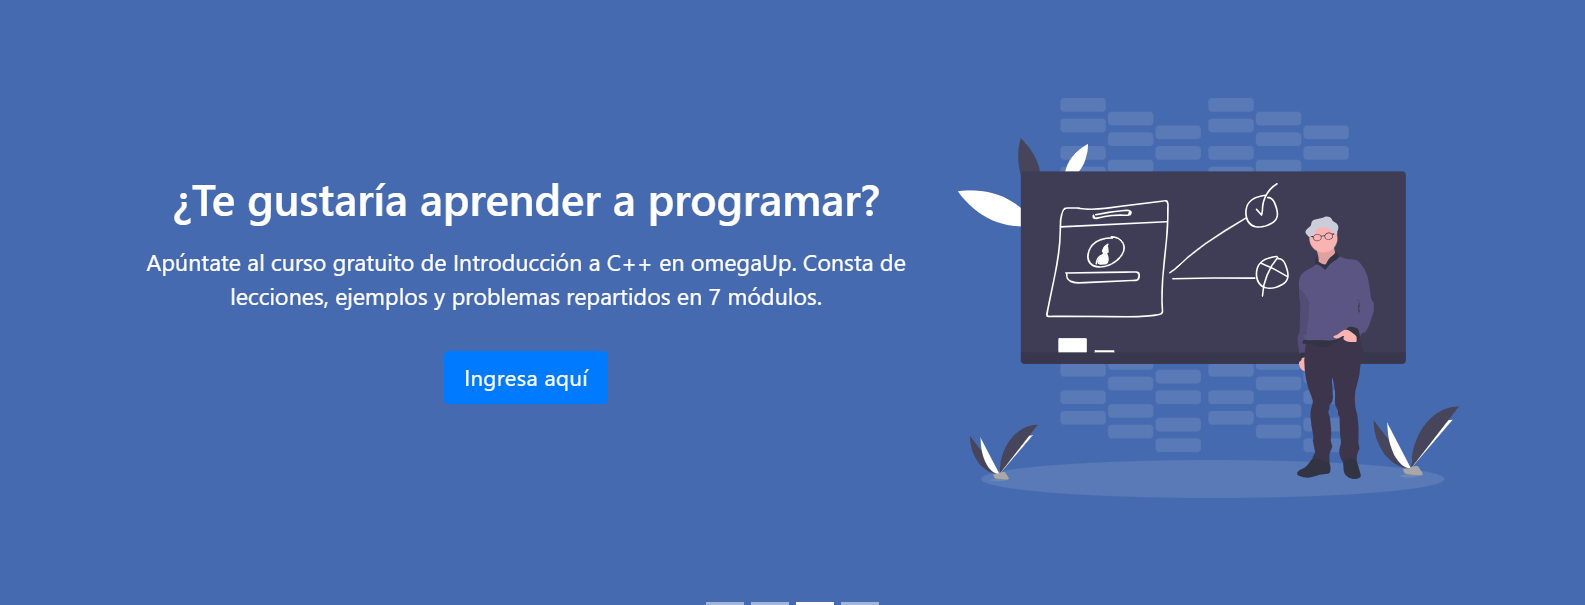 ¿Te gustaría aprender a programar?
Apúntate al curso gratuito de Introducción a C++ en omegaUp. Consta de
lecciones, ejemplos y problemas repartidos en 7 módulos.
Ingresa aquí